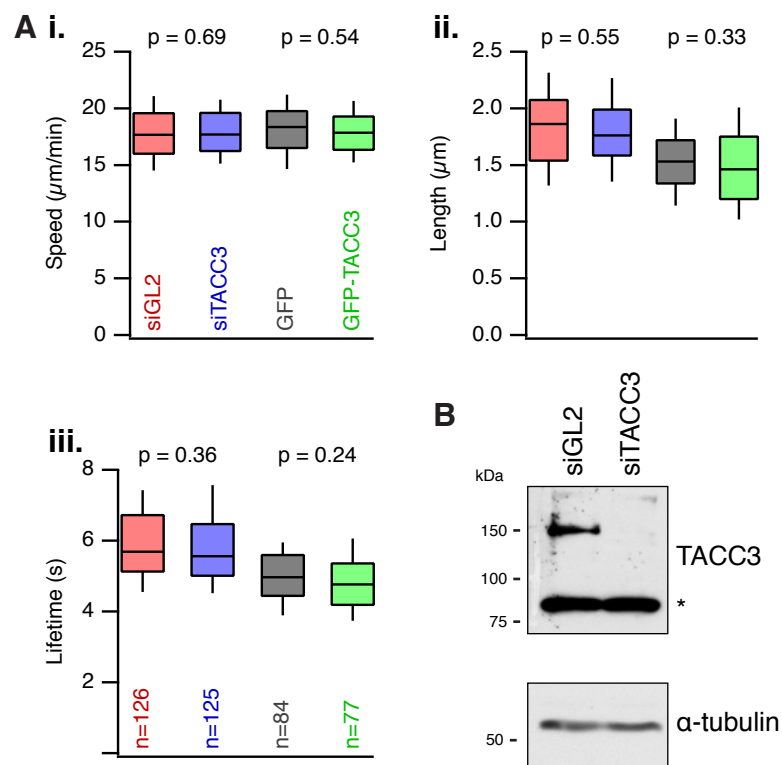 A i.
p = 0.69
p = 0.54
Speed (µm/min)
25
20
15
10
5
0
siGL2
siTACC3
GFP
GFP-TACC3
ii.
p = 0.55
p = 0.33
Length (µm)
2.5
2.0
1.5
1.0
0.5
0.0
iii.
p = 0.36
p = 0.24
Lifetime (s)
8
6
4
2
n=126
n=125
n=84
n=77
B
siGL2
siTACC3
kDa
150 -
100 -
75 -
TACC3
*
50 -
α-tubulin